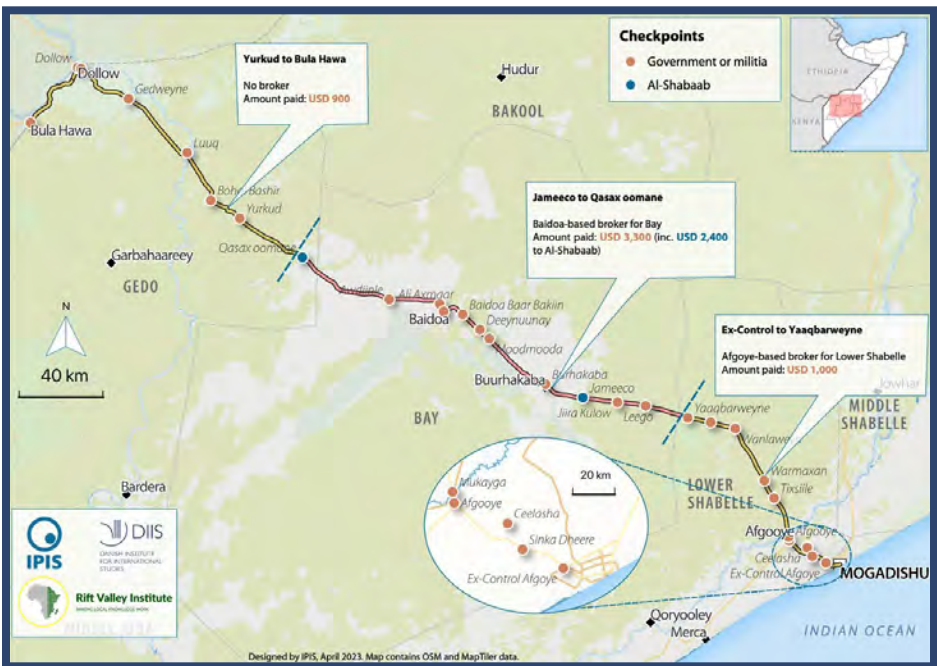 Checkpoints
Government or militia
Al-Shabaab
ETHIOPIA
KENYA
Dollow
Dollow
Gedweyne
Bula Hawa
Yurkud to Bula Hawa
No broker
Amount paid: USD 900
Hudur
BAKOOL
Luuq
Bohol Bashir
Yurkud
Qasax oomane
Garbahaareey
GEDO
Jameeco to Qasax oomane
Baidoa-based broker for Bay
Amount paid: USD 3,300 (inc. USD 2,400
to Al-Shabaab)
N
40 km
Awdiinle
Ali Axmar
Baidoa
Baidoa Baar Bakiin
Deeynuunay
Moodmooda
Buurhakaba
Burhakaba
Jameeco
Jiira Kulow
Leego
BAY
Ex-Control to Yaaqbarweyne
Afgoye-based broker for Lower Shabelle
Amount paid: USD 1,000
Jowhar
MIDDLE
SHABELLE
Yaaqbarweyne
Wanlaweyn
Warmaxan
Tixsiile
LOWER
SHABELLE
Bardera
20 km
Mukayga
Afgooye
Ceelasha
Sinka Dheere
Ex-Control Afgoye
Afgooye
Afgooye
Ceelasha
Ex-Control Afgoye
MOGADISHU
IPIS
DIIS
DANISH INSTITUTE
FOR INTERNATIONAL
STUDIES
Rift Valley Institute
MIDDLE JUBA
Qoryooley
Merca
INDIAN OCEAN
Designed by IPIS, April 2023. Map contains OSM and MapTiler data.